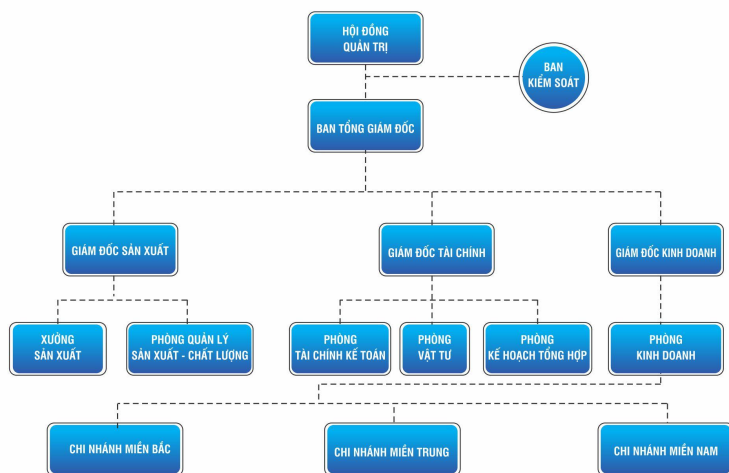 HỘI ĐỒNG
QUẢN TRỊ
BAN
KIỂM SOÁT
BAN TỔNG GIÁM ĐỐC
GIÁM ĐỐC SẢN XUẤT
GIÁM ĐỐC TÀI CHÍNH
GIÁM ĐỐC KINH DOANH
XƯỞNG
SẢN XUẤT
PHÒNG QUẢN LÝ
SẢN XUẤT - CHẤT LƯỢNG
PHÒNG
TÀI CHÍNH KẾ TOÁN
PHÒNG
VẬT TƯ
PHÒNG
KẾ HOẠCH TỔNG HỢP
PHÒNG
KINH DOANH
CHI NHÁNH MIỀN BẮC
CHI NHÁNH MIỀN TRUNG
CHI NHÁNH MIỀN NAM